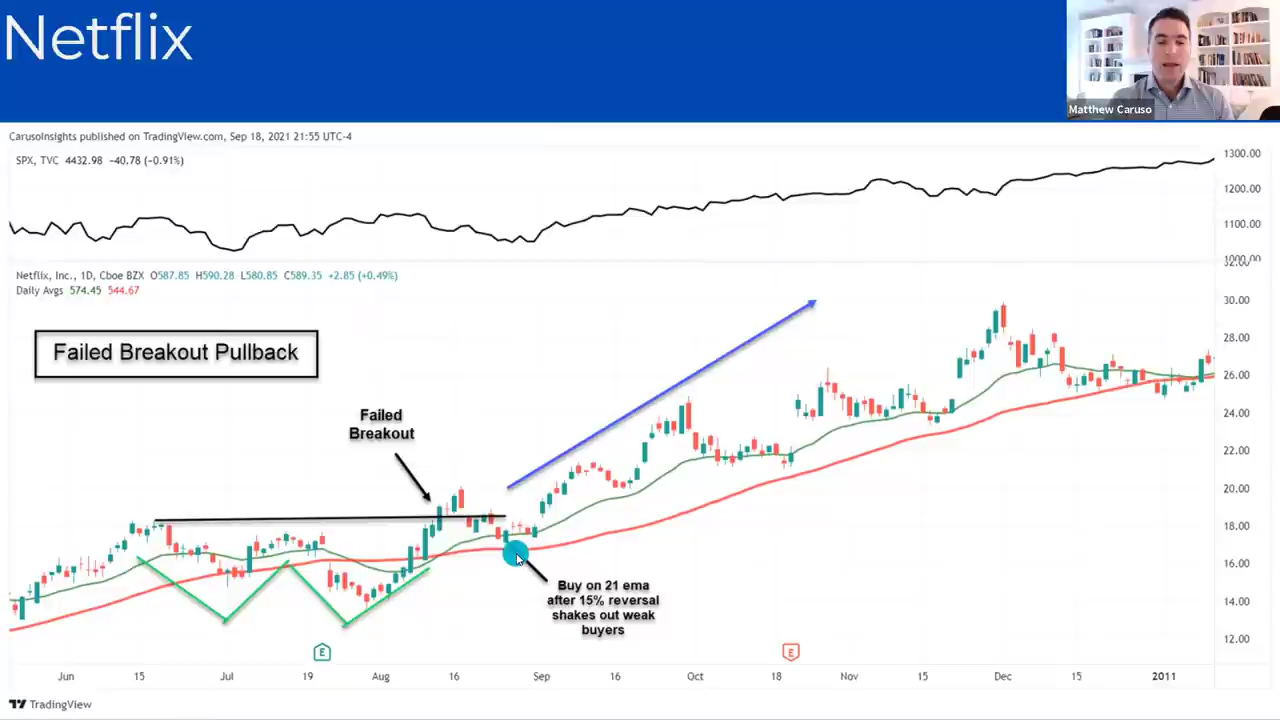 Netflix
Matthew Caruso
CarusoInsights published on TradingView.com, Sep 18, 2021 21:55 UTC-4
SPX, TVC 4432.98 -40.78 (-0.91%)
1300.00
1200.00
1100.00
Netflix, Inc., 1D, Cboe BZX O587.85 H590.28 L580.85 C589.35 +2.85 (+0.49%)
Daily Avgs 574.45 544.67
30.00
28.00
26.00
24.00
22.00
20.00
18.00
16.00
14.00
12.00
Failed Breakout Pullback
Failed
Breakout
Buy on 21 ema
after 15% reversal
shakes out weak
buyers
E
E
Jun 15 Jul 19 Aug 16 Sep 16 Oct 18 Nov 15 Dec 15 2011
TradingView